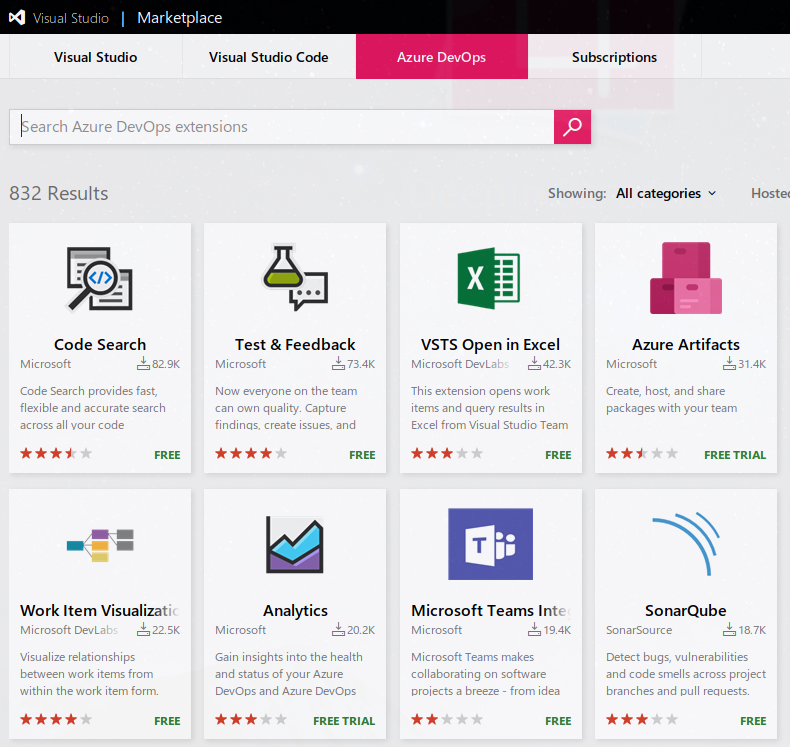 Visual Studio | Marketplace
Visual Studio Visual Studio Code Azure DevOps Subscriptions
Search Azure DevOps extensions
832 Results Showing: All categories Hosted
Code Search
Microsoft 82.9K
Code Search provides fast,
flexible and accurate search
across all your code
FREE
Test & Feedback
Microsoft 73.4K
Now everyone on the team
can own quality. Capture
findings, create issues, and
FREE
VSTS Open in Excel
Microsoft DevLabs 42.3K
This extension opens work
items and query results in
Excel from Visual Studio Team
FREE
Azure Artifacts
Microsoft 31.4K
Create, host, and share
packages with your team
FREE TRIAL
Work Item Visualizatio
Microsoft DevLabs 22.5K
Visualize relationships
between work items from
within the work item form.
FREE
Analytics
Microsoft 20.2K
Gain insights into the health
and status of your Azure
DevOps and Azure DevOps
FREE TRIAL
Microsoft Teams Inte
Microsoft 19.4K
Microsoft Teams makes
collaborating on software
projects a breeze - from idea
FREE
SonarQube
SonarSource 18.7K
Detect bugs, vulnerabilities
and code smells across project
branches and pull requests.
FREE